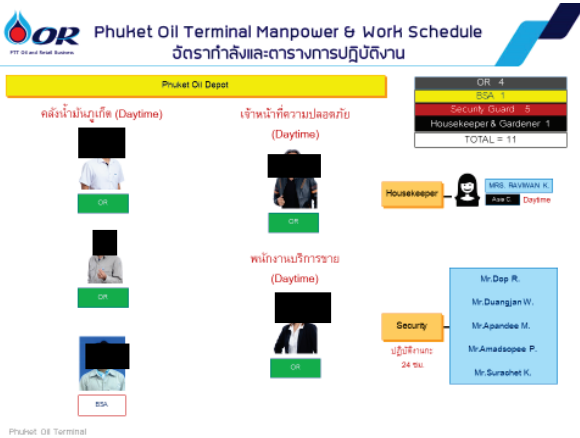 OR
PTT Oil and Retail Business
Phuket Oil Terminal Manpower & Work Schedule
อัตรากำลังและตารางการปฏิบัติงาน
Phuket Oil Depot
OR 4
BSA 1
Security Guard 5
Housekeeper & Gardener 1
TOTAL = 11
คลังน้ำมันภูเก็ต (Daytime)
OR
OR
BSA
เจ้าหน้าที่ความปลอดภัย
(Daytime)
OR
พนักงานบริการขาย
(Daytime)
OR
Housekeeper
MRS. RAVIWAN K.
Daytime
Security
ปฏิบัติงานกะ
24 ชม.
Mr.Dop R.
Mr.Duangjan W.
Mr.Apandee M.
Mr.Amadsopee P.
Mr.Surachet K.
Phuket Oil Terminal